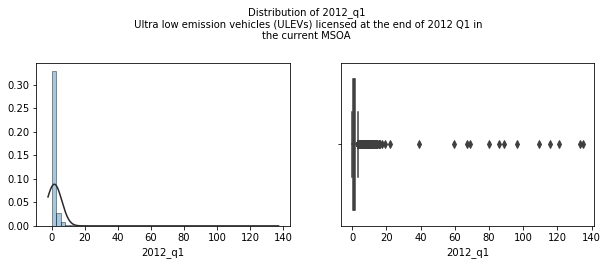 Distribution of 2012_q1
Ultra low emission vehicles (ULEVs) licensed at the end of 2012 Q1 in
the current MSOA
0.30
0.25
0.20
0.15
0.10
0.05
0.00
0 20 40 60 80 100 120 140
2012_q1
0 20 40 60 80 100 120 140
2012_q1